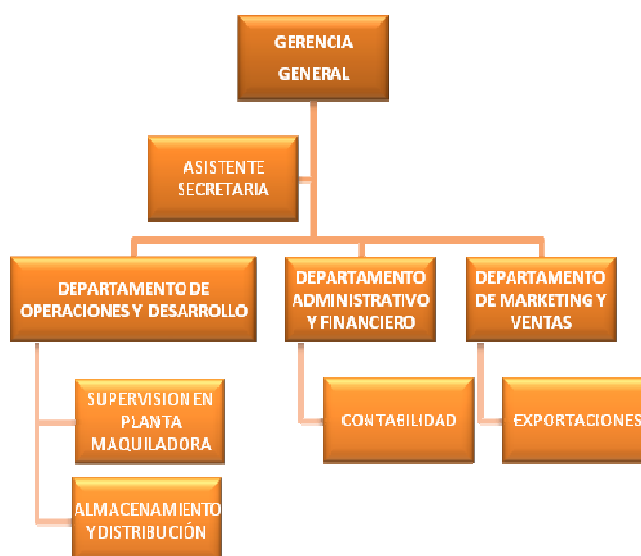 GERENCIA
GENERAL
ASISTENTE
SECRETARIA
DEPARTAMENTO DE
OPERACIONES Y DESARROLLO
DEPARTAMENTO
ADMINISTRATIVO
Y FINANCIERO
DEPARTAMENTO
DE MARKETING Y
VENTAS
SUPERVISION EN
PLANTA
MAQUILADORA
CONTABILIDAD
EXPORTACIONES
ALMACENAMIENTO
Y DISTRIBUCIÓN